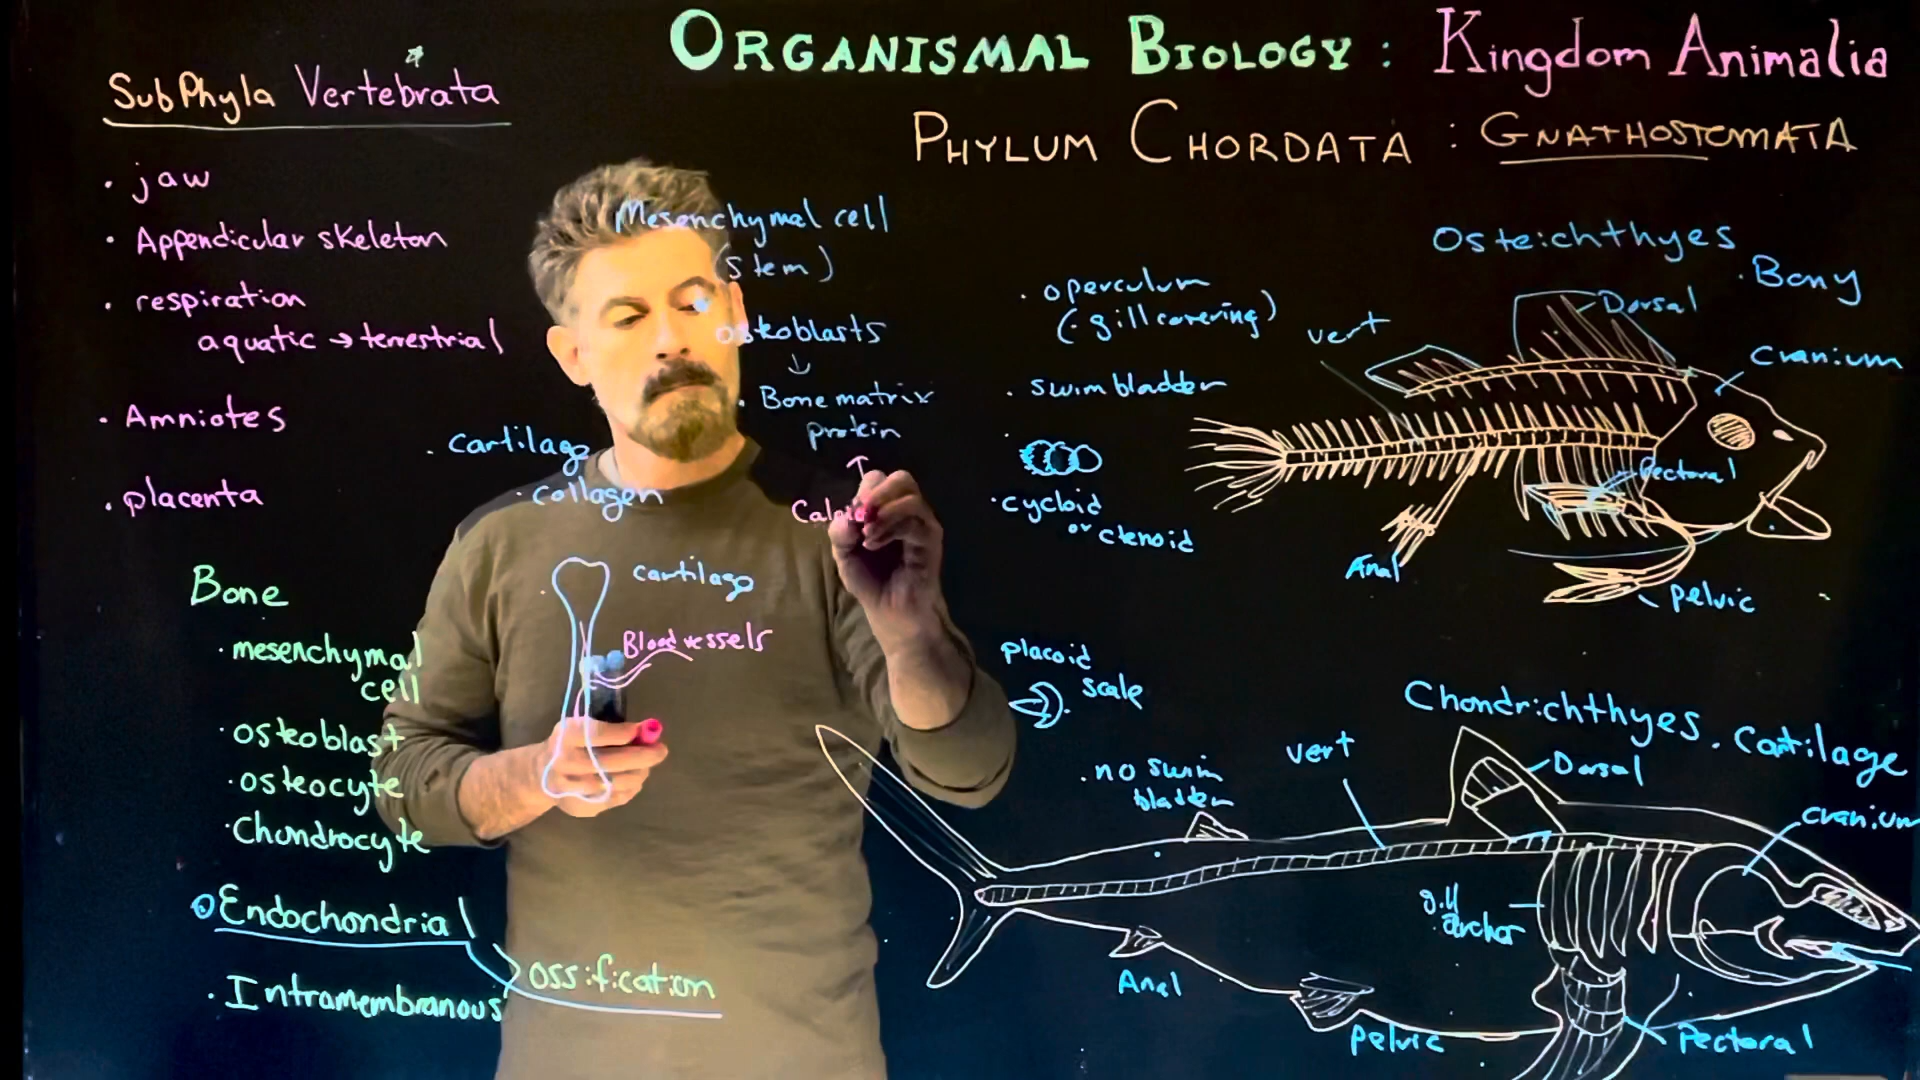 ORGANISMAL BIOLOGY : Kingdom Animalia
PHYLUM CHORDATA : GNATHOSTOMATA
SubPhyla Vertebrata
• jaw
• Appendicular skeleton
• respiration
aquatic → terrestrial
• Amniotes
• placenta
Bone
• mesenchymal
cell
• osteoblast
• osteocyte
• Chondrocyte
Endochondrial
• Intramembranous
ossification
Mesenchymal cell
(stem)
osteoblasts
↓
• Bone matrix
protein
↑
• cartilage
• collagen
cartilage
Blood vessels
• operculum
(• gill covering)
• swim bladder
• cycloid
or ctenoid
Osteichthyes
• Bony
Dorsal
vert
cranium
Pectoral
Anal
pelvic
placoid
scale
• no swim
bladder
Chondrichthyes • Cartilage
vert
Dorsal
cranium
gill
Anal
pelvic
Pectoral